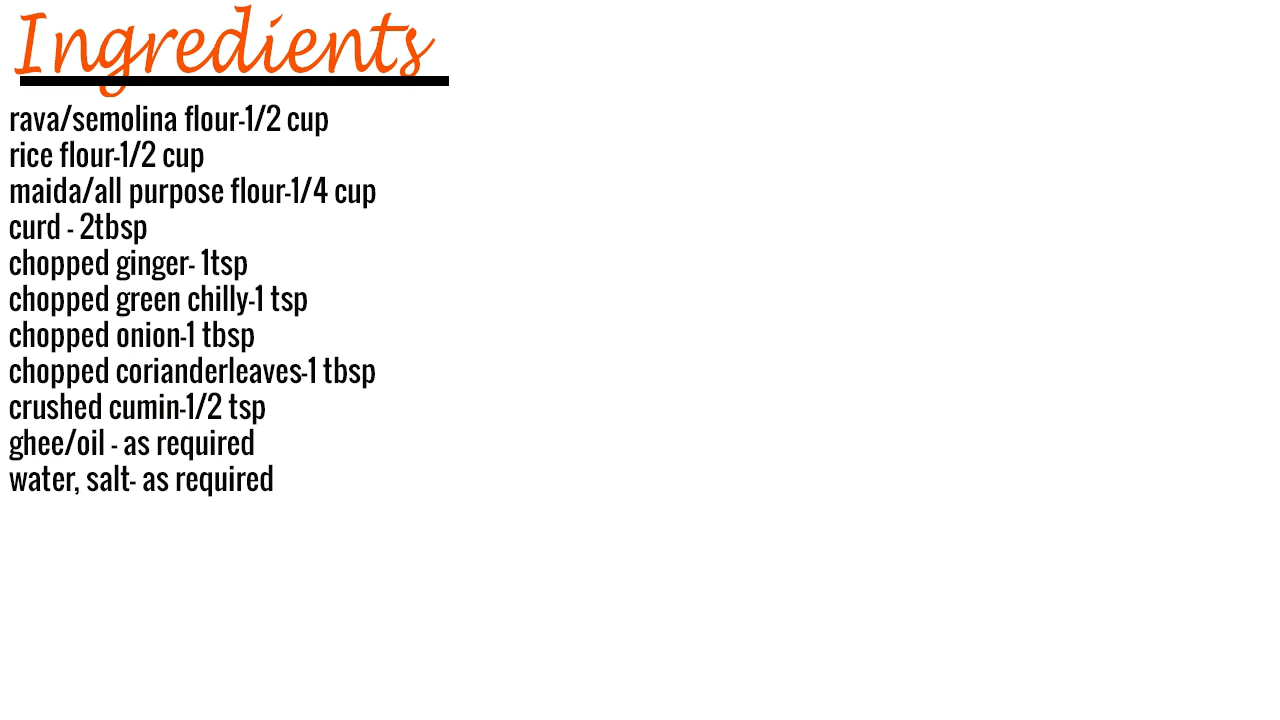 Ingredients
rava/semolina flour-1/2 cup
rice flour-1/2 cup
maida/all purpose flour-1/4 cup
curd - 2tbsp
chopped ginger- 1tsp
chopped green chilly-1 tsp
chopped onion-1 tbsp
chopped corianderleaves-1 tbsp
crushed cumin-1/2 tsp
ghee/oil - as required
water, salt- as required